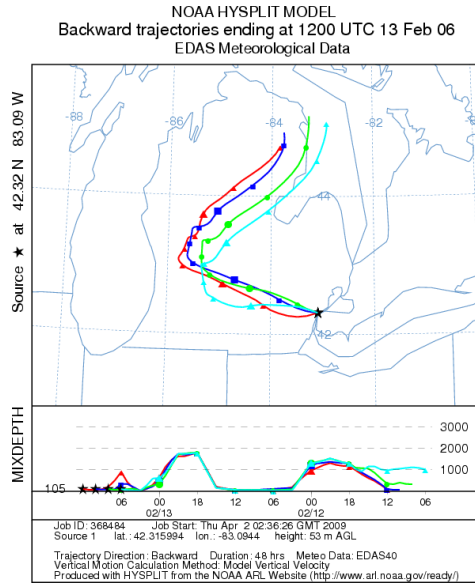 NOAA HYSPLIT MODEL
Backward trajectories ending at 1200 UTC 13 Feb 06
EDAS Meteorological Data
Source ★ at 42.32 N 83.09 W
-88
-86
-84
-82
44
42
MIXDEPTH
3000
2000
1000
105
06 00 18 12 06 00 18 12 06
02/13 02/12
Job ID: 368484 Job Start: Thu Apr 2 02:36:26 GMT 2009
Source 1 lat.: 42.315994 lon.: -83.0944 height: 53 m AGL
Trajectory Direction: Backward Duration: 48 hrs Meteo Data: EDAS40
Vertical Motion Calculation Method: Model Vertical Velocity
Produced with HYSPLIT from the NOAA ARL Website (http://www.arl.noaa.gov/ready/)